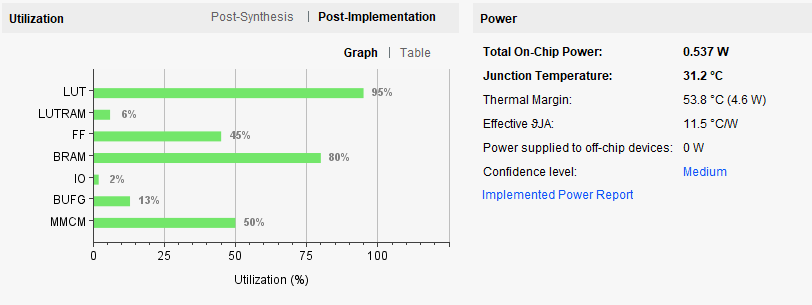 Utilization
Post-Synthesis | Post-Implementation
Graph | Table
LUT 95%
LUTRAM 6%
FF 45%
BRAM 80%
IO 2%
BUFG 13%
MMCM 50%
0 25 50 75 100
Utilization (%)
Power
Total On-Chip Power: 0.537 W
Junction Temperature: 31.2 °C
Thermal Margin: 53.8 °C (4.6 W)
Effective ϑJA: 11.5 °C/W
Power supplied to off-chip devices: 0 W
Confidence level: Medium
Implemented Power Report